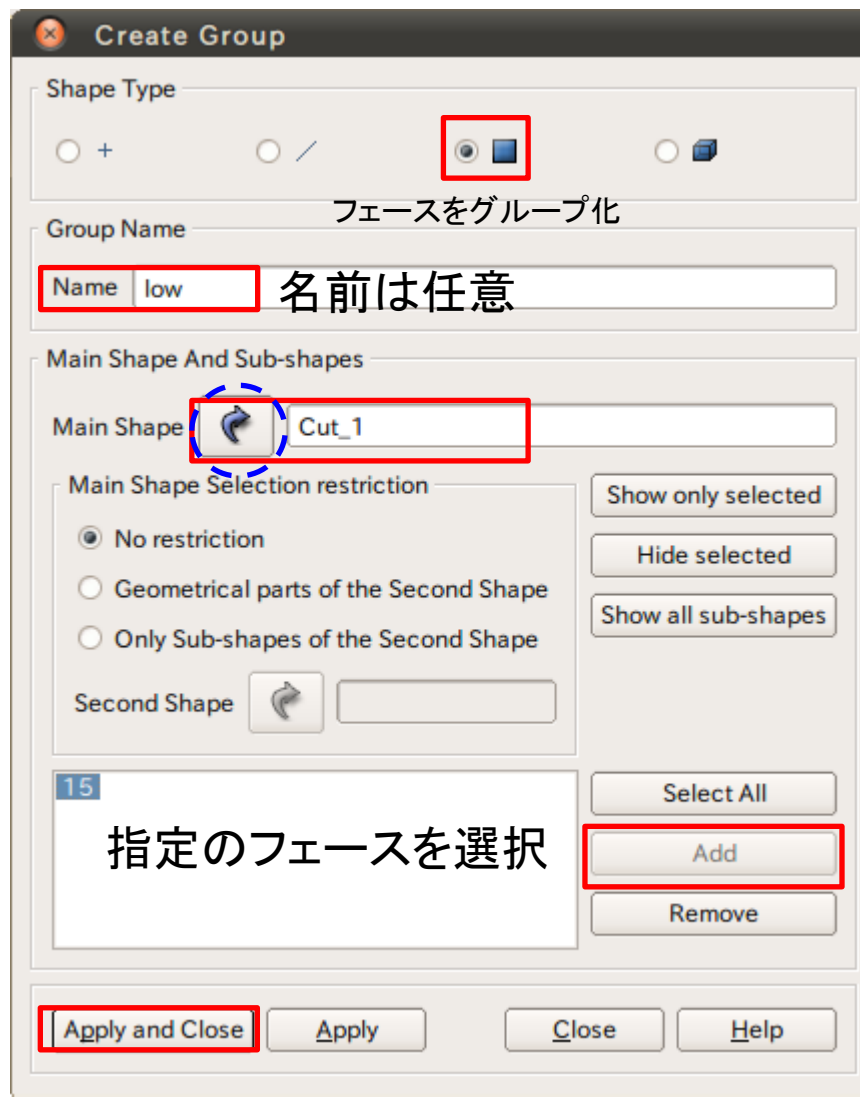 Create Group
Shape Type
フェースをグループ化
Group Name
Name low 名前は任意
Main Shape And Sub-shapes
Main Shape Cut_1
Main Shape Selection restriction
Show only selected
No restriction
Hide selected
Geometrical parts of the Second Shape
Show all sub-shapes
Only Sub-shapes of the Second Shape
Second Shape
15
Select All
指定のフェースを選択
Add
Remove
Apply and Close Apply Close Help